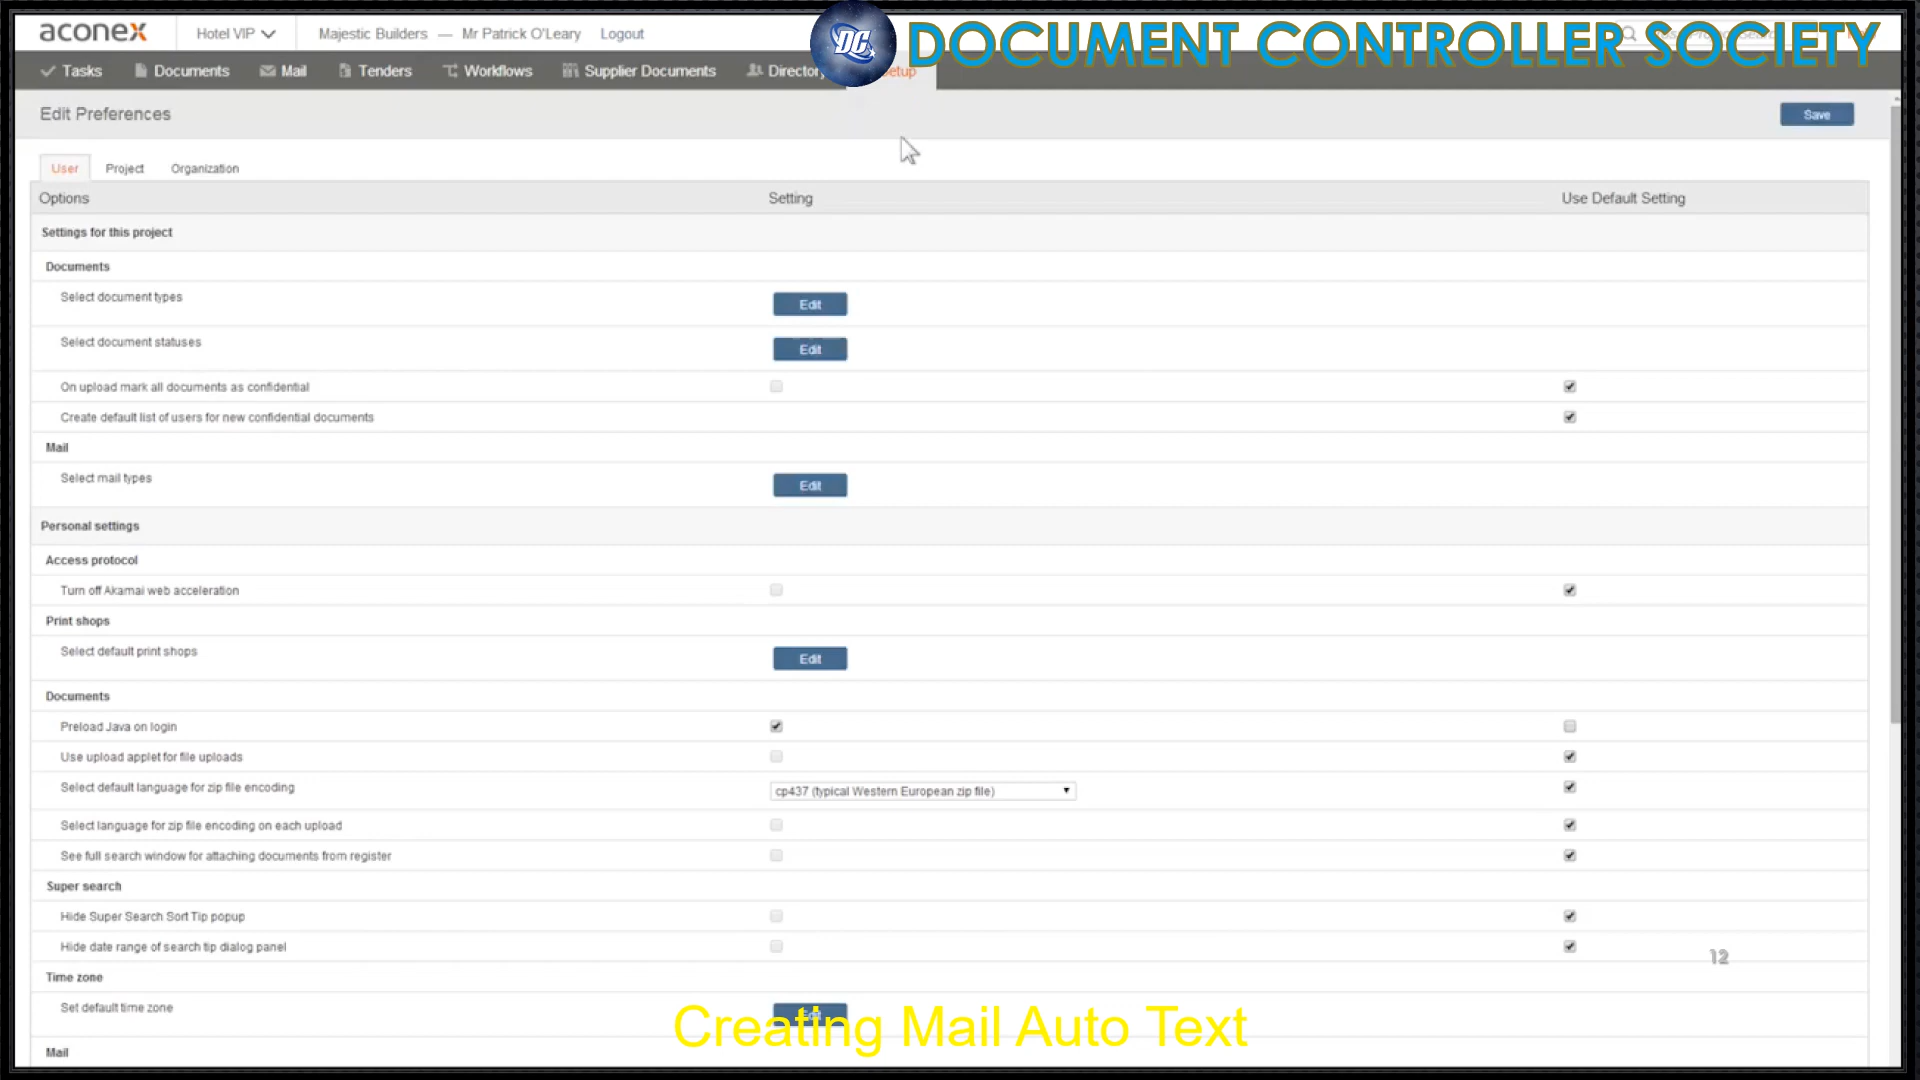 aconex Hotel VIP Majestic Builders — Mr Patrick O'Leary Logout
DC DOCUMENT CONTROLLER SOCIETY
Tasks Documents Mail Tenders Workflows Supplier Documents Directory Setup
Edit Preferences Save
User Project Organization
Options Setting Use Default Setting
Settings for this project
Documents
Select document types Edit
Select document statuses Edit
On upload mark all documents as confidential
Create default list of users for new confidential documents
Mail
Select mail types Edit
Personal settings
Access protocol
Turn off Akamai web acceleration
Print shops
Select default print shops Edit
Documents
Preload Java on login
Use upload applet for file uploads
Select default language for zip file encoding cp437 (typical Western European zip file)
Select language for zip file encoding on each upload
See full search window for attaching documents from register
Super search
Hide Super Search Sort Tip popup
Hide date range of search tip dialog panel
12
Time zone
Set default time zone
Creating Mail Auto Text
Mail